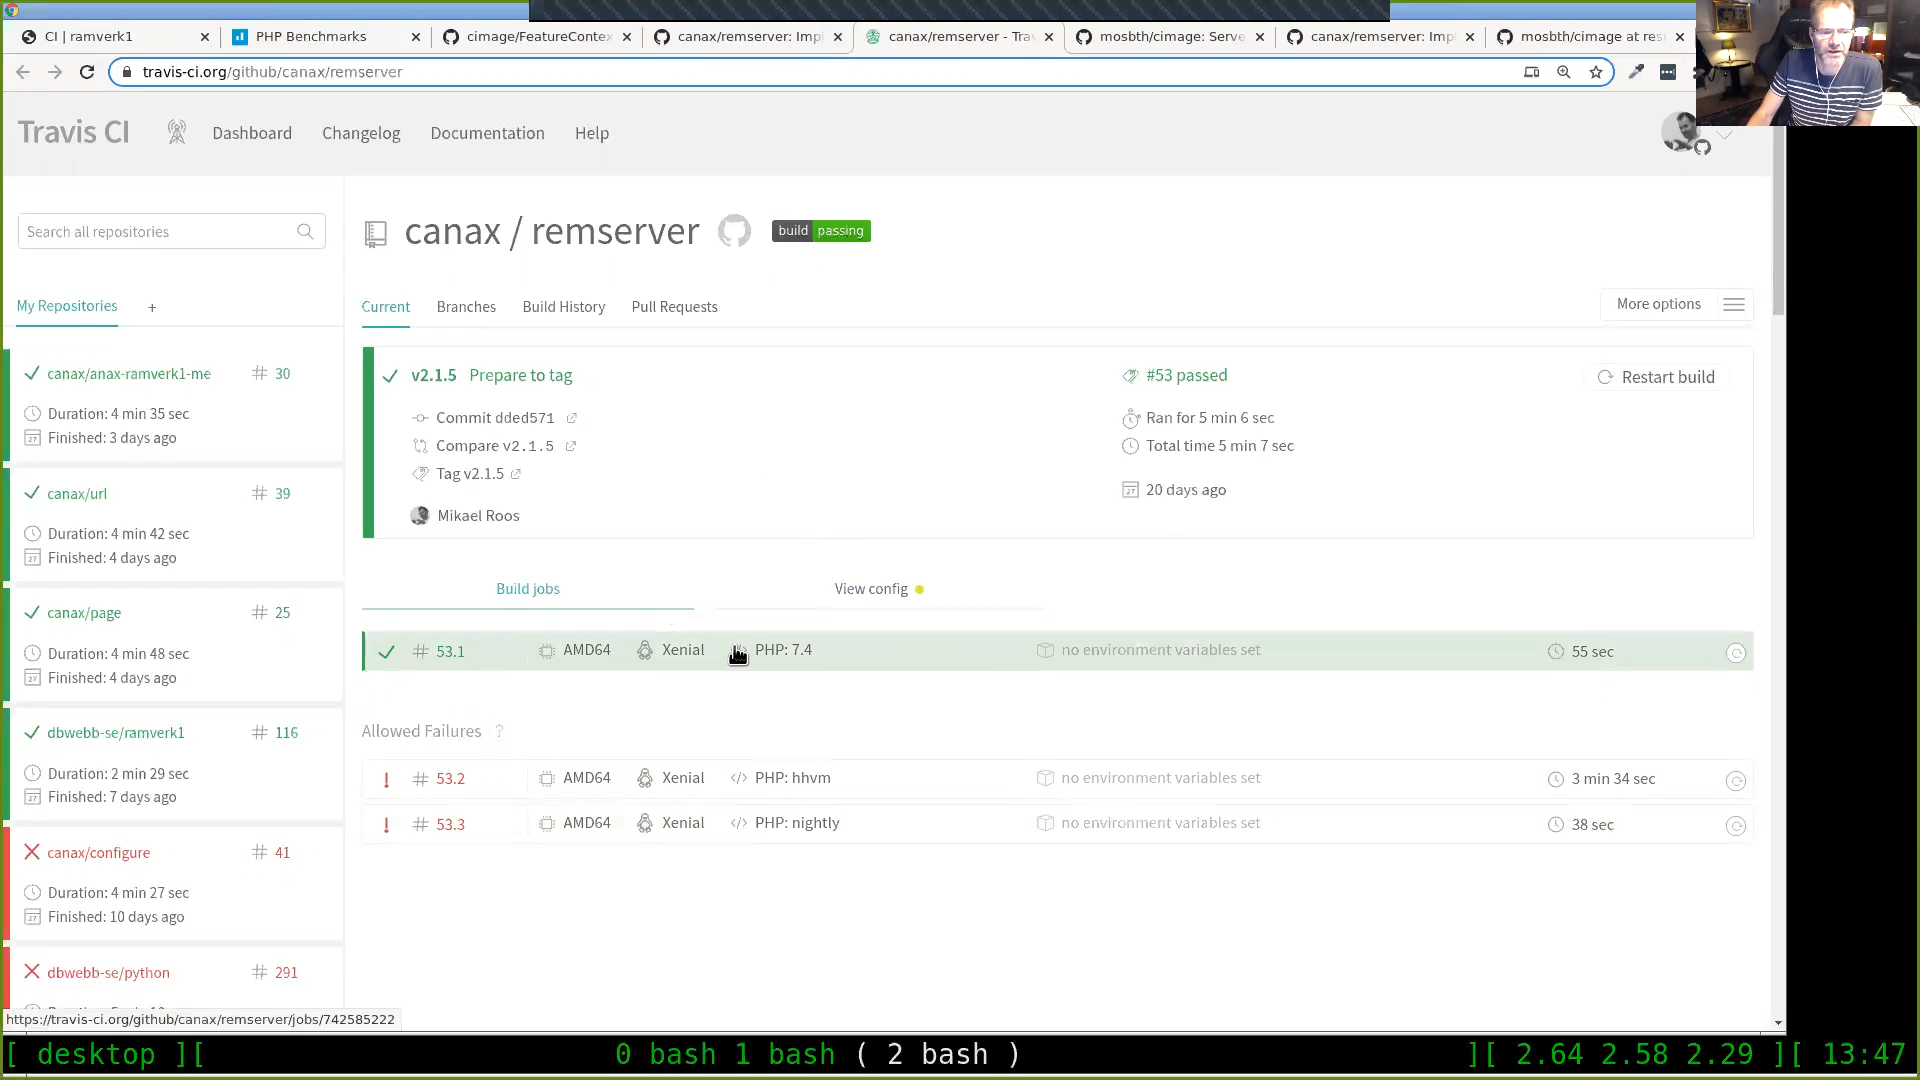 CI | ramverk1
PHP Benchmarks
cimage/FeatureContex
canax/remserver: Impl
canax/remserver - Trav
mosbth/cimage: Serve
canax/remserver: Impl
mosbth/cimage at res
travis-ci.org/github/canax/remserver
Travis CI
Dashboard
Changelog
Documentation
Help
Search all repositories
My Repositories
+
canax/anax-ramverk1-me
# 30
Duration: 4 min 35 sec
Finished: 3 days ago
canax/url
# 39
Duration: 4 min 42 sec
Finished: 4 days ago
canax/page
# 25
Duration: 4 min 48 sec
Finished: 4 days ago
dbwebb-se/ramverk1
# 116
Duration: 2 min 29 sec
Finished: 7 days ago
canax/configure
# 41
Duration: 4 min 27 sec
Finished: 10 days ago
dbwebb-se/python
# 291
canax / remserver
build passing
Current
Branches
Build History
Pull Requests
More options
v2.1.5 Prepare to tag
#53 passed
Restart build
Commit dded571
Ran for 5 min 6 sec
Compare v2.1.5
Total time 5 min 7 sec
Tag v2.1.5
20 days ago
Mikael Roos
Build jobs
View config
# 53.1 AMD64 Xenial PHP: 7.4 no environment variables set 55 sec
Allowed Failures ?
! # 53.2 AMD64 Xenial </> PHP: hhvm no environment variables set 3 min 34 sec
! # 53.3 AMD64 Xenial </> PHP: nightly no environment variables set 38 sec
https://travis-ci.org/github/canax/remserver/jobs/742585222
[ desktop ][ 0 bash 1 bash ( 2 bash ) ][ 2.64 2.58 2.29 ][ 13:47